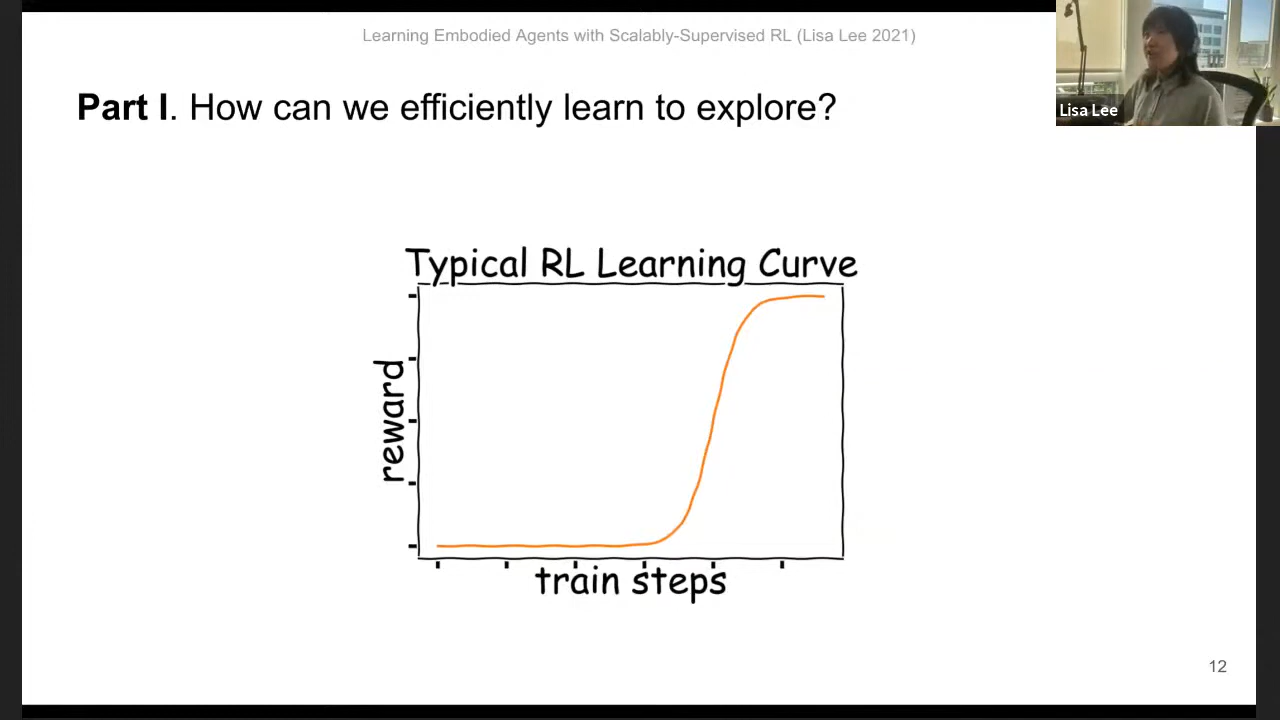 Learning Embodied Agents with Scalably-Supervised RL (Lisa Lee 2021)
Lisa Lee
Part I. How can we efficiently learn to explore?
Typical RL Learning Curve
reward
train steps
12